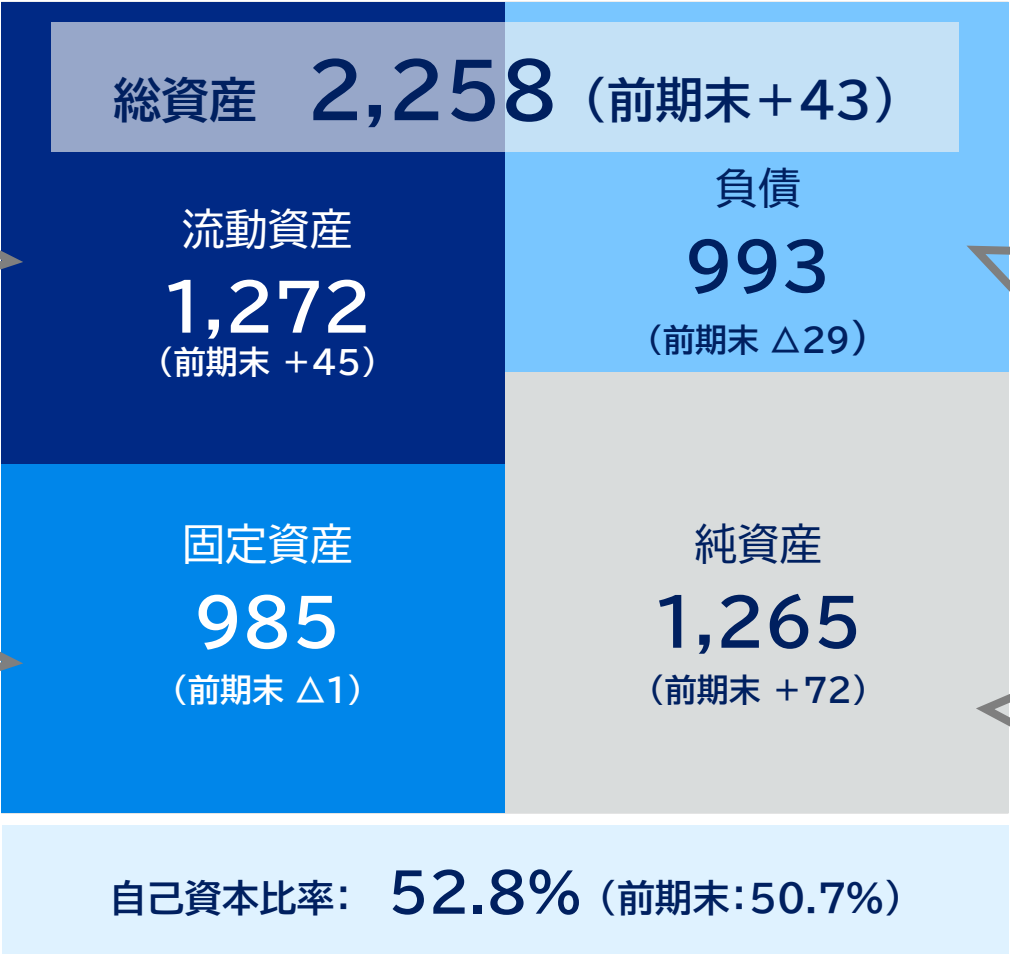 総資産 2,258（前期末＋43）
流動資産
1,272
（前期末 ＋45）
負債
993
（前期末 △29）
固定資産
985
（前期末 △1）
純資産
1,265
（前期末 ＋72）
自己資本比率： 52.8%（前期末：50.7%）